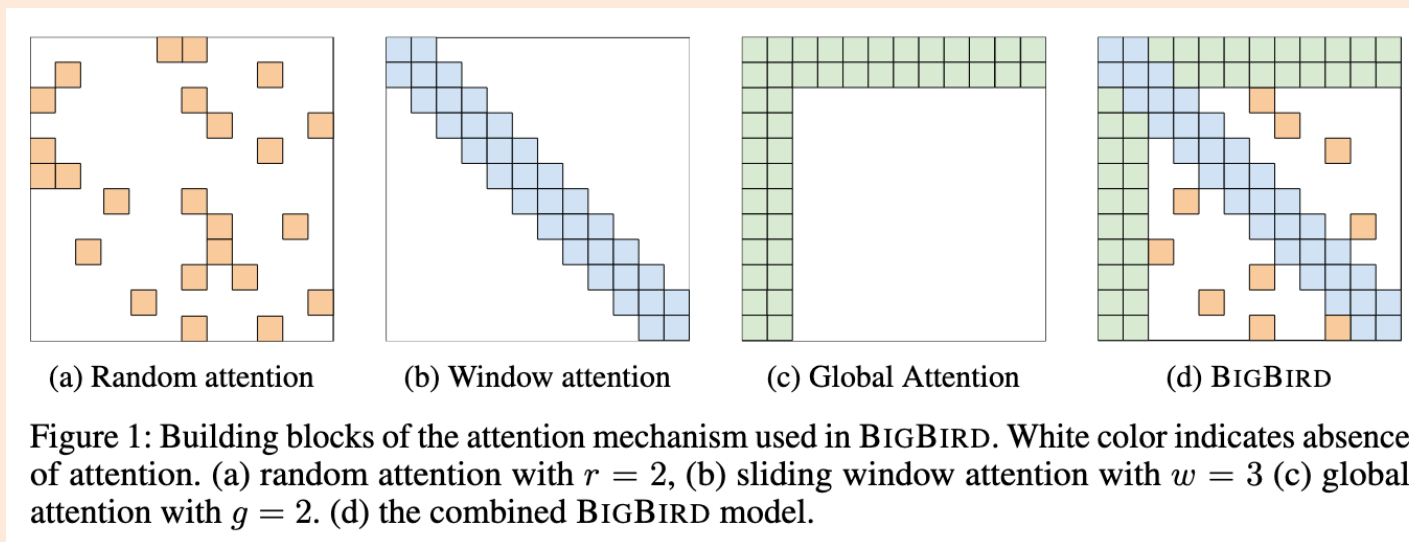 (a) Random attention
(b) Window attention
(c) Global Attention
(d) BIGBIRD
Figure 1: Building blocks of the attention mechanism used in BIGBIRD. White color indicates absence
of attention. (a) random attention with r = 2, (b) sliding window attention with w = 3 (c) global
attention with g = 2. (d) the combined BIGBIRD model.